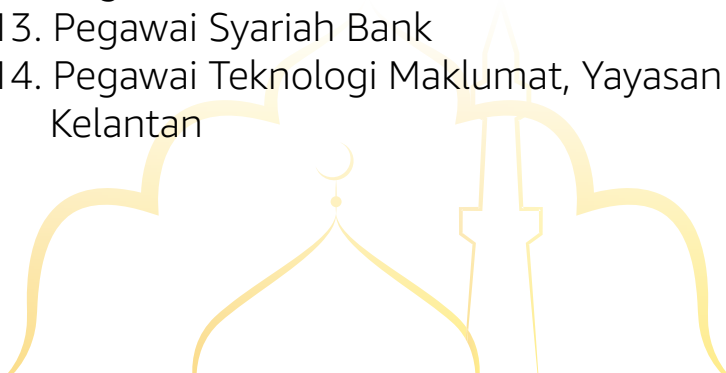 13. Pegawai Syariah Bank
14. Pegawai Teknologi Maklumat, Yayasan
Kelantan